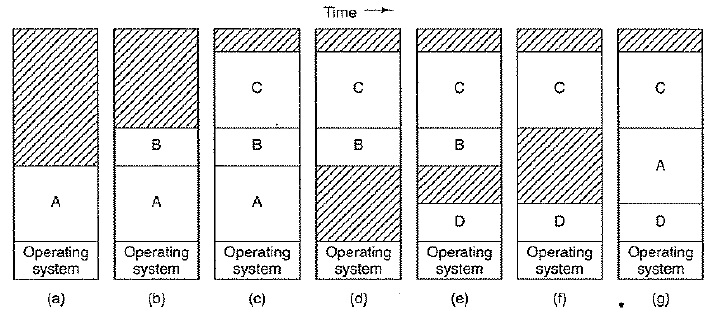 Time
C C C C C
B B B B
A A A A
D D D
Operating system Operating system Operating system Operating system Operating system Operating system Operating system
(a) (b) (c) (d) (e) (f) (g)